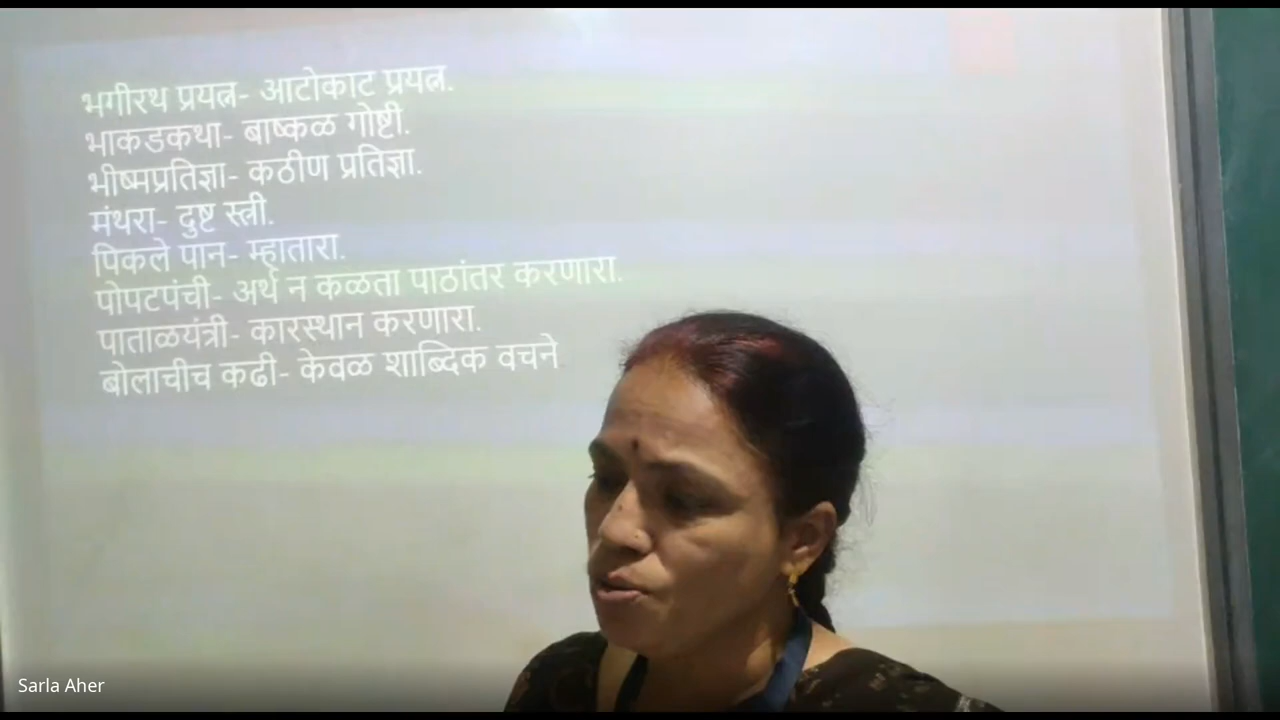 भगीरथ प्रयत्न- आटोकाट प्रयत्न.
भाकडकथा- बाष्कळ गोष्टी.
भीष्मप्रतिज्ञा- कठीण प्रतिज्ञा.
मंथरा- दुष्ट स्त्री.
पिकले पान- म्हातारा.
पोपटपंची- अर्थ न कळता पाठांतर करणारा.
पाताळयंत्री- कारस्थान करणारा.
बोलाचीच कढी- केवळ शाब्दिक वचने
Sarla Aher